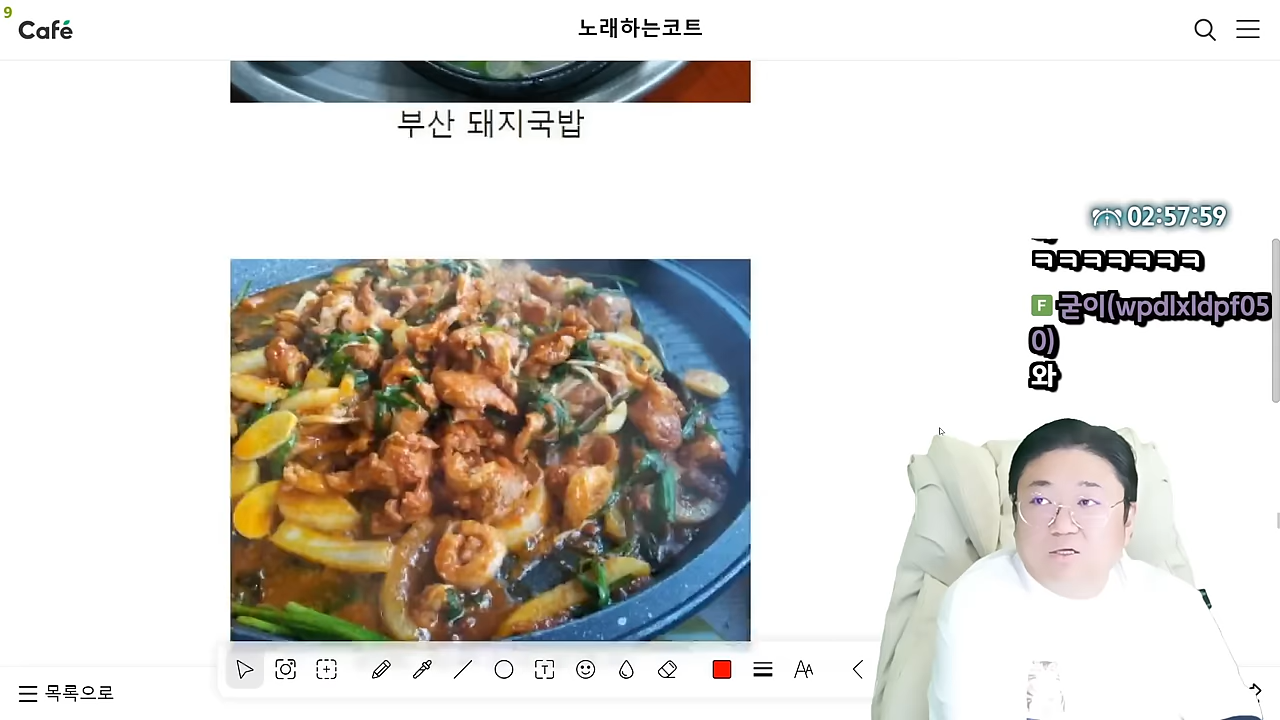 9
Café
노래하는코트
부산 돼지국밥
02:57:59
ㅋㅋㅋㅋㅋㅋㅋ
F 굳이(wpdlxldpf05
0)
와
T
AA
목록으로